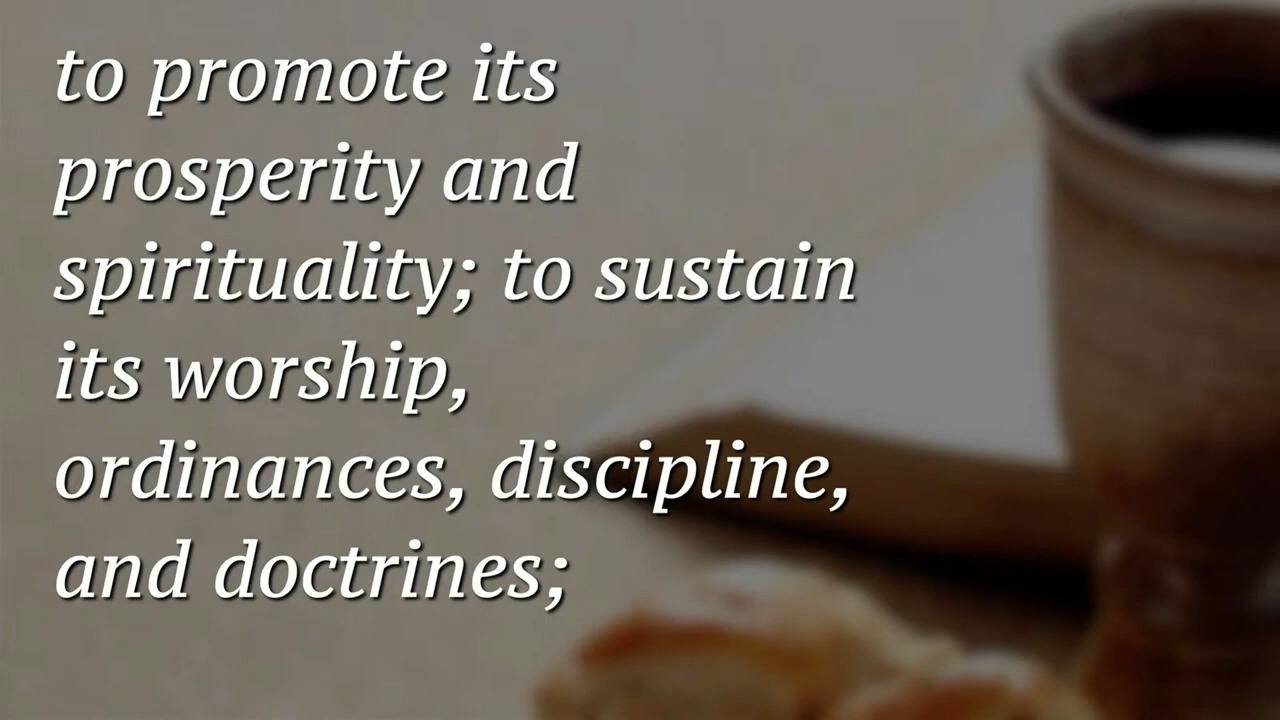 to promote its
prosperity and
spirituality; to sustain
its worship,
ordinances, discipline,
and doctrines;